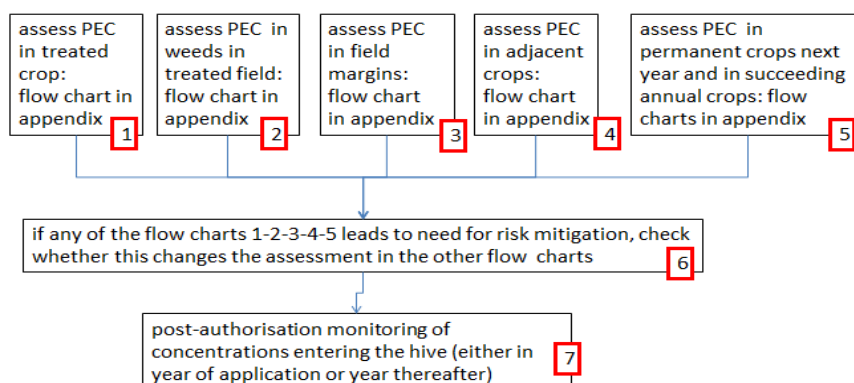 assess PEC
in treated
crop:
flow chart in
appendix
1
assess PEC in
weeds in
treated field:
flow chart in
appendix
2
assess PEC
in field
margins:
flow chart
in appendix
3
assess PEC
in adjacent
crops:
flow chart
in appendix
4
assess PEC in
permanent crops next
year and in succeeding
annual crops: flow
charts in appendix
5
if any of the flow charts 1-2-3-4-5 leads to need for risk mitigation, check
whether this changes the assessment in the other flow charts
6
post-authorisation monitoring of
concentrations entering the hive (either in
year of application or year thereafter)
7